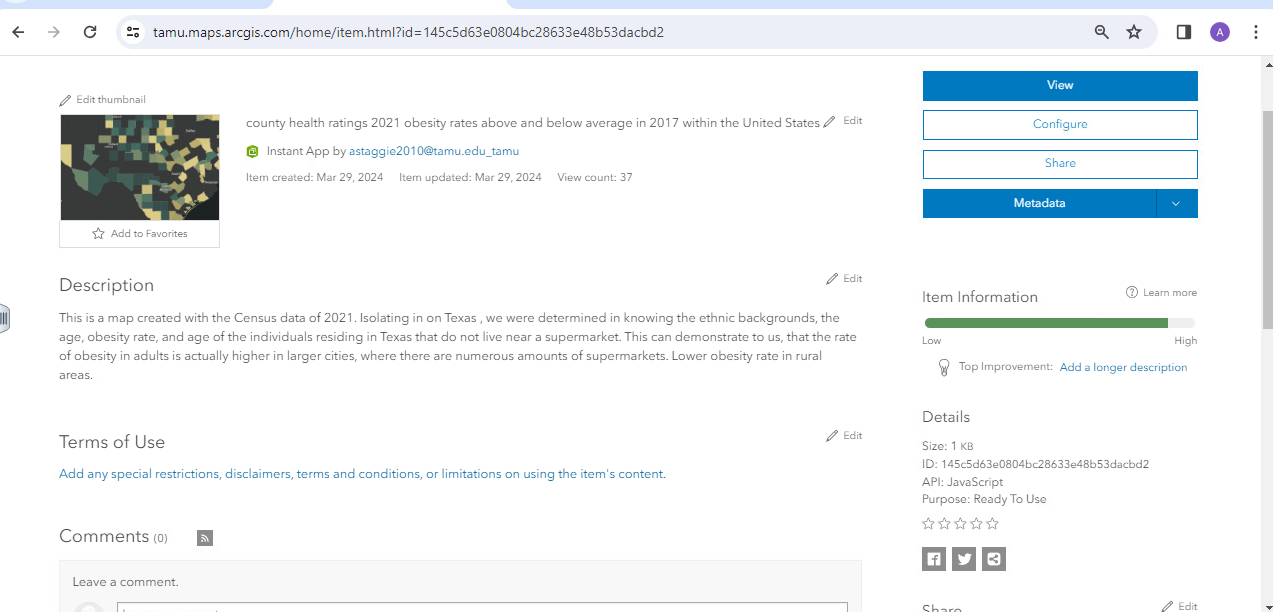 tamu.maps.arcgis.com/home/item.html?id=145c5d63e0804bc28633e48b53dacbd2
A
Edit thumbnail
county health ratings 2021 obesity rates above and below average in 2017 within the United States Edit
Instant App by astaggie2010@tamu.edu_tamu
Item created: Mar 29, 2024 Item updated: Mar 29, 2024 View count: 37
Add to Favorites
View
Configure
Share
Metadata
Description
Edit
This is a map created with the Census data of 2021. Isolating in on Texas , we were determined in knowing the ethnic backgrounds, the
age, obesity rate, and age of the individuals residing in Texas that do not live near a supermarket. This can demonstrate to us, that the rate
of obesity in adults is actually higher in larger cities, where there are numerous amounts of supermarkets. Lower obesity rate in rural
areas.
Terms of Use
Edit
Add any special restrictions, disclaimers, terms and conditions, or limitations on using the item's content.
Comments (0)
Leave a comment.
Item Information
Learn more
Low High
Top Improvement: Add a longer description
Details
Size: 1 KB
ID: 145c5d63e0804bc28633e48b53dacbd2
API: JavaScript
Purpose: Ready To Use
Share
Edit